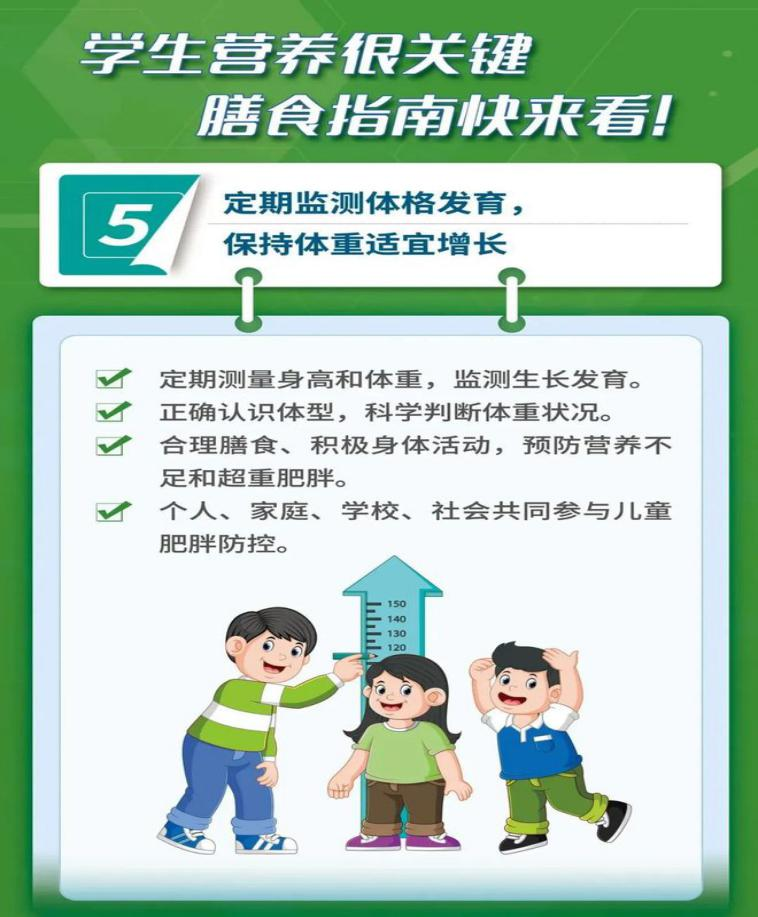 学生营养很关键
膳食指南快来看！
5
定期监测体格发育，
保持体重适宜增长
定期测量身高和体重，监测生长发育。
正确认识体型，科学判断体重状况。
合理膳食、积极身体活动，预防营养不
足和超重肥胖。
个人、家庭、学校、社会共同参与儿童
肥胖防控。
150
140
130
120